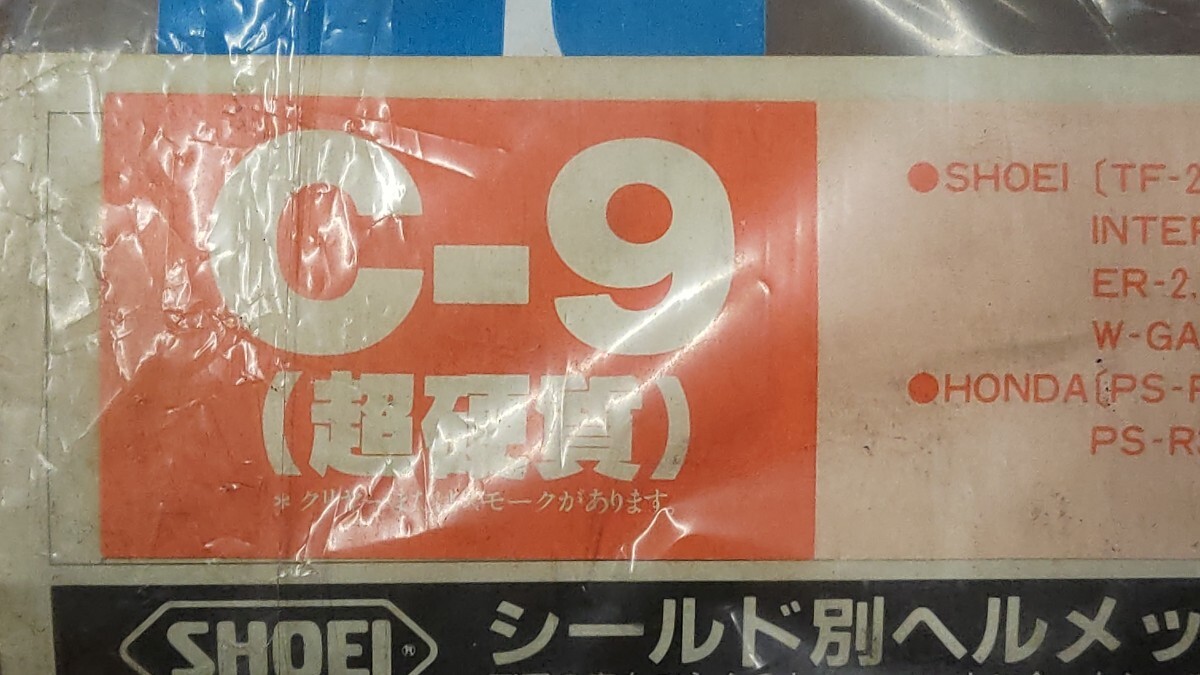 C-9
(超硬質)
＊クリヤーまたはスモークがあります。
●SHOEI〔TF-2
INTER
ER-2
W-GA
●HONDA〔PS-
PS-R
SHOEI®
シールド別ヘルメッ